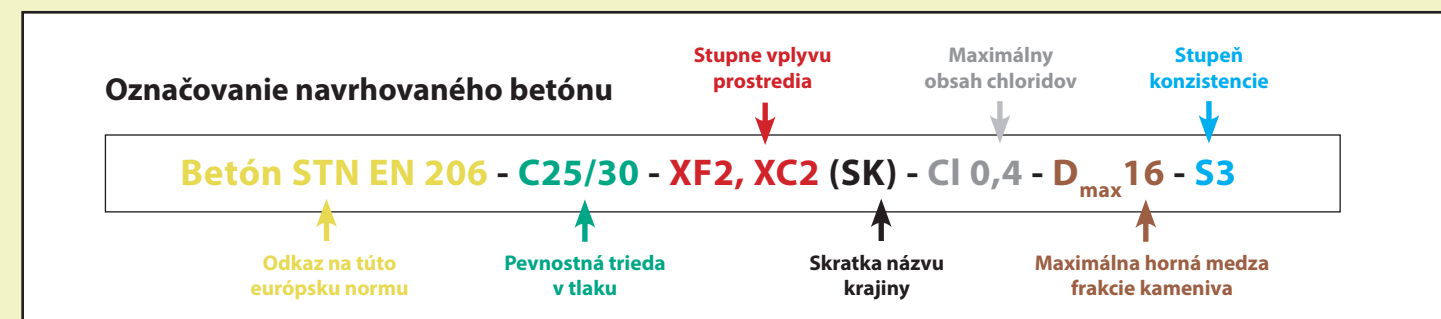 Stupne vplyvu
prostredia
Maximálny
obsah chloridov
Stupeň
konzistencie
Označovanie navrhovaného betónu
Betón STN EN 206 - C25/30 - XF2, XC2 (SK) - Cl 0,4 - Dmax16 - S3
Odkaz na túto
európsku normu
Pevnostná trieda
v tlaku
Skratka názvu
krajiny
Maximálna horná medza
frakcie kameniva